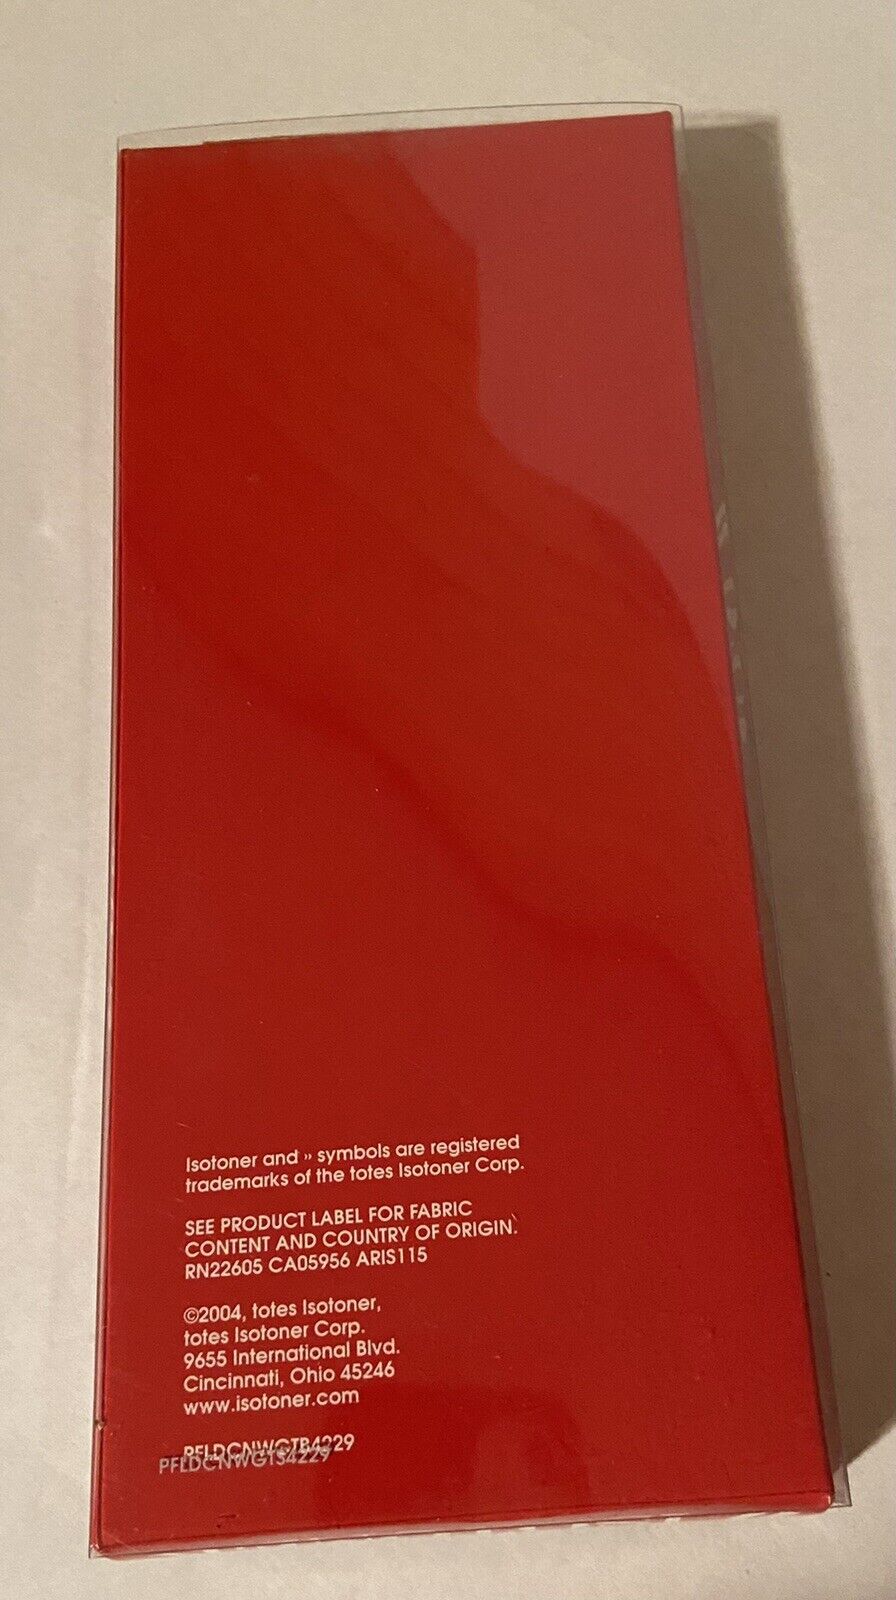 Isotoner and ›› symbols are registered
trademarks of the totes Isotoner Corp.
SEE PRODUCT LABEL FOR FABRIC
CONTENT AND COUNTRY OF ORIGIN.
RN22605 CA05956 ARIS115
©2004, totes Isotoner,
totes Isotoner Corp.
9655 International Blvd.
Cincinnati, Ohio 45246
www.isotoner.com
PFLDCNWGTB4229
PFLDCNWGTS4229